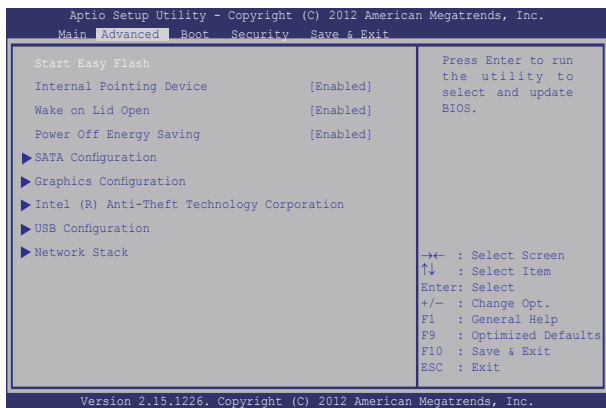 Aptio Setup Utility - Copyright (C) 2012 American Megatrends, Inc.
Main Advanced Boot Security Save & Exit
Start Easy Flash
Internal Pointing Device [Enabled]
Wake on Lid Open [Enabled]
Power Off Energy Saving [Enabled]
SATA Configuration
Graphics Configuration
Intel (R) Anti-Theft Technology Corporation
USB Configuration
Network Stack
Press Enter to run
the utility to
select and update
BIOS.
→← : Select Screen
↑↓ : Select Item
Enter: Select
+/— : Change Opt.
F1 : General Help
F9 : Optimized Defaults
F10 : Save & Exit
ESC : Exit
Version 2.15.1226. Copyright (C) 2012 American Megatrends, Inc.